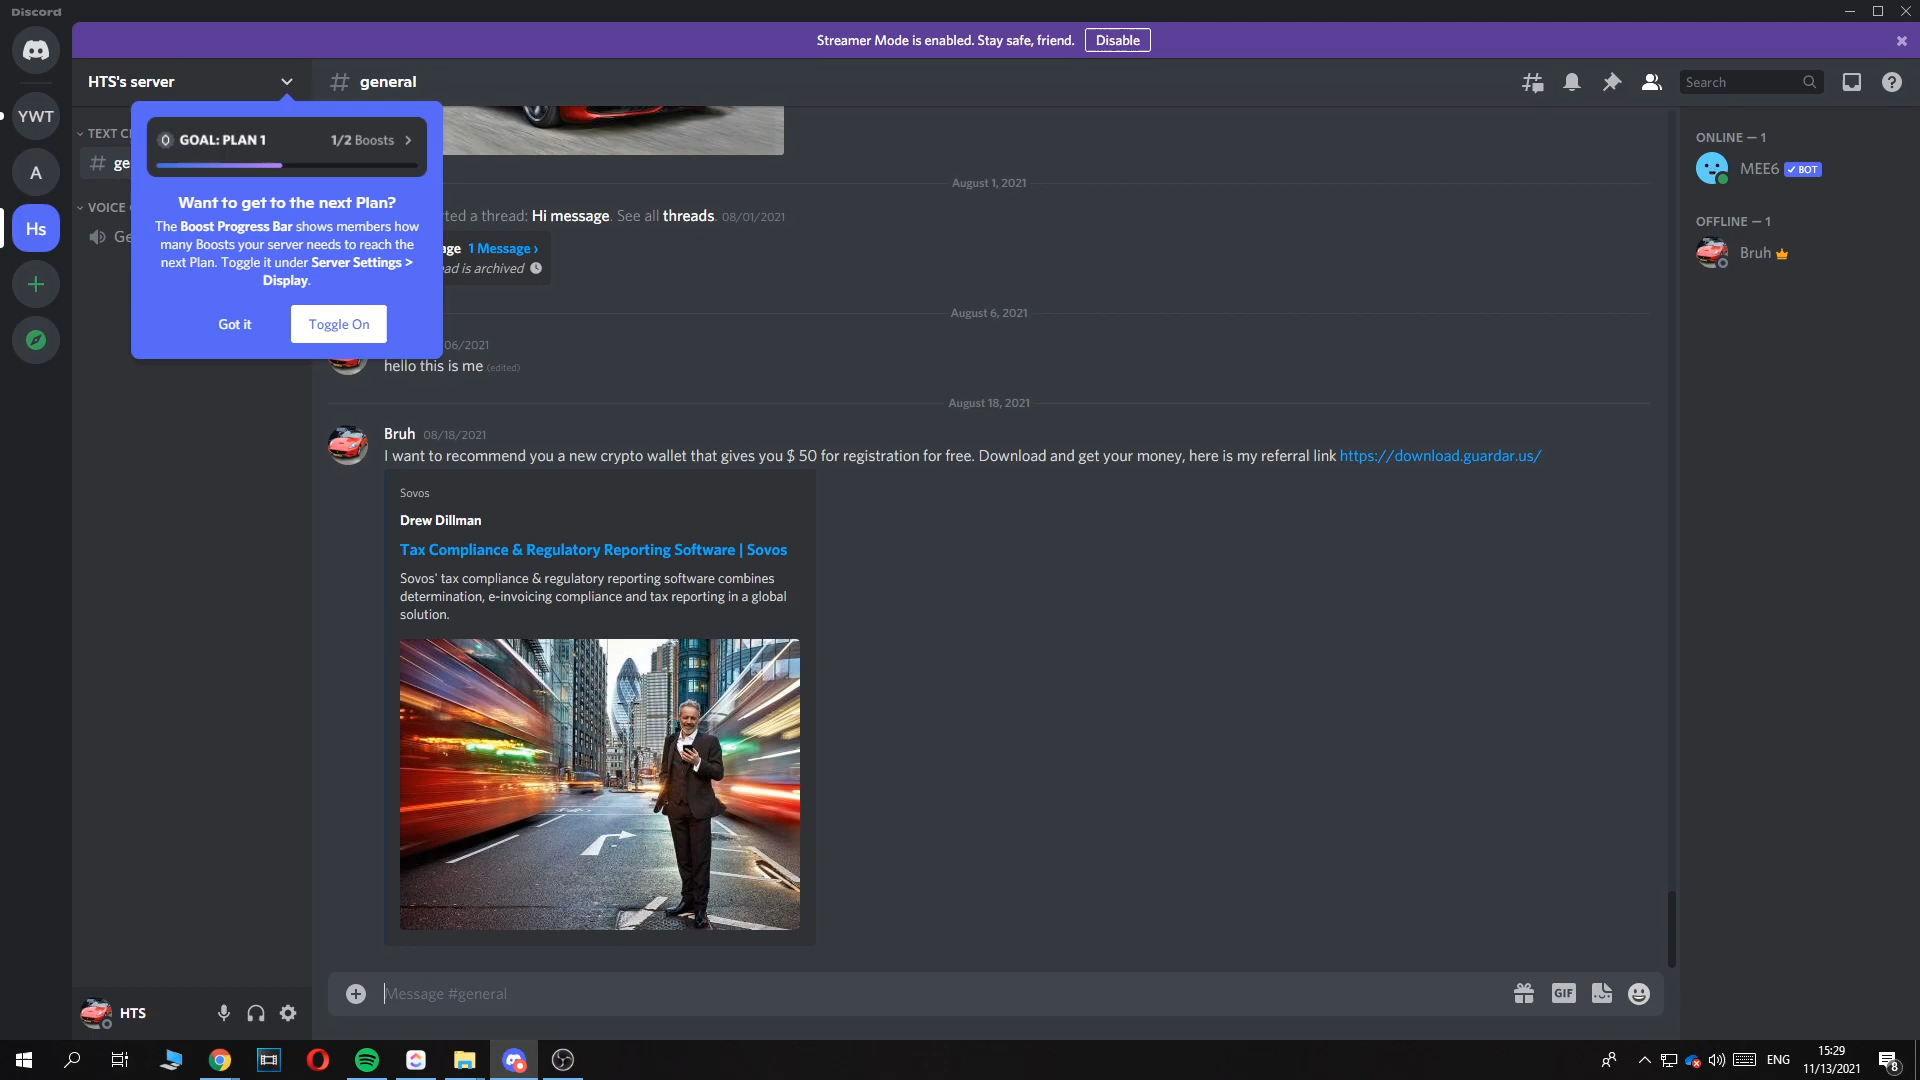 Discord
Streamer Mode is enabled. Stay safe, friend.
Disable
HTS's server
general
Search
YWT
A
Hs
TEXT C
ge
VOICE
Ge
GOAL: PLAN 1
1/2 Boosts
Want to get to the next Plan?
The Boost Progress Bar shows members how
many Boosts your server needs to reach the
next Plan. Toggle it under Server Settings >
Display.
Got it
Toggle On
August 1, 2021
ted a thread: Hi message. See all threads. 08/01/2021
age 1 Message ›
ad is archived
August 6, 2021
06/2021
hello this is me (edited)
August 18, 2021
Bruh 08/18/2021
I want to recommend you a new crypto wallet that gives you $ 50 for registration for free. Download and get your money, here is my referral link https://download.guardar.us/
Sovos
Drew Dillman
Tax Compliance & Regulatory Reporting Software | Sovos
Sovos' tax compliance & regulatory reporting software combines
determination, e-invoicing compliance and tax reporting in a global
solution.
Message #general
GIF
ONLINE — 1
MEE6 ✓ BOT
OFFLINE — 1
Bruh
HTS
ENG
15:29
11/13/2021
8